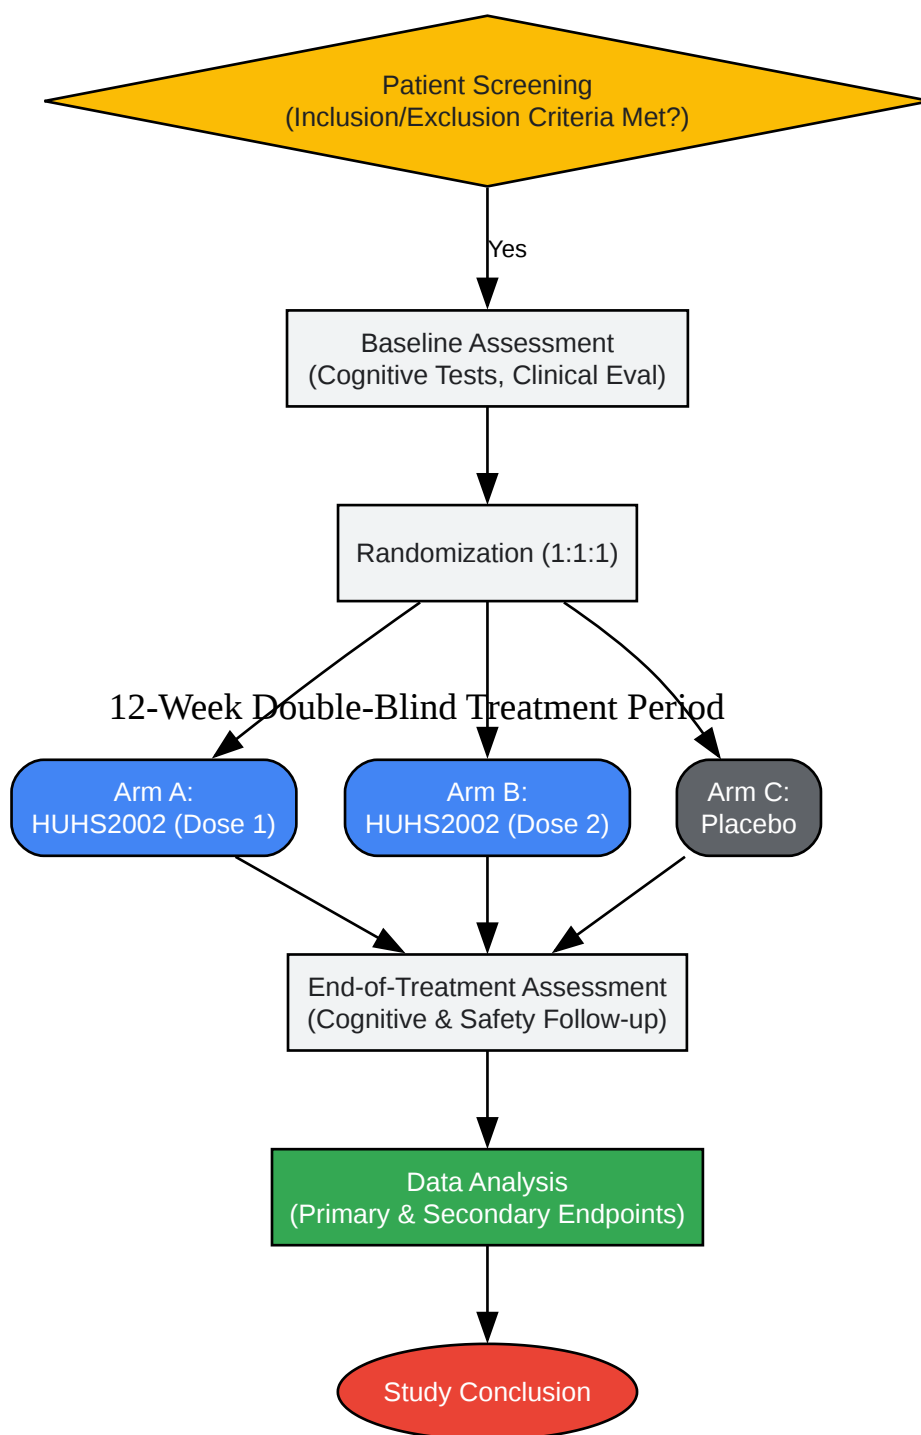 Patient Screening
(Inclusion/Exclusion Criteria Met?)
Yes
Baseline Assessment
(Cognitive Tests, Clinical Eval)
Randomization (1:1:1)
12-Week Double-Blind Treatment Period
Arm A:
HUHS2002 (Dose 1)
Arm B:
HUHS2002 (Dose 2)
Arm C:
Placebo
End-of-Treatment Assessment
(Cognitive & Safety Follow-up)
Data Analysis
(Primary & Secondary Endpoints)
Study Conclusion